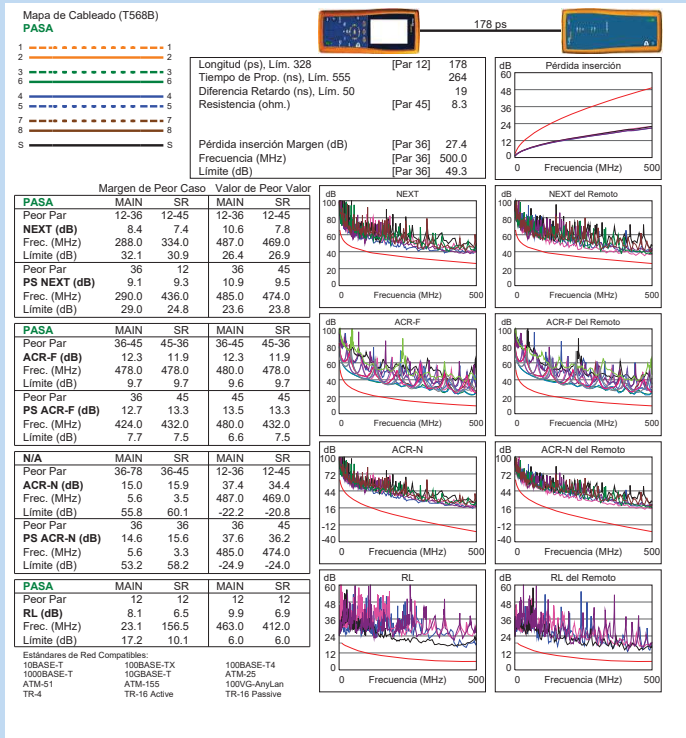 Mapa de Cableado (T568B)
PASA
1 1
2 2
3 3
6 6
4 4
5 5
7 7
8 8
S S
178 ps
Longitud (ps), Lím. 328 [Par 12] 178
Tiempo de Prop. (ns), Lím. 555 264
Diferencia Retardo (ns), Lím. 50 19
Resistencia (ohm.) [Par 45] 8.3
Pérdida inserción Margen (dB) [Par 36] 27.4
Frecuencia (MHz) [Par 36] 500.0
Límite (dB) [Par 36] 49.3
dB Pérdida inserción
60
48
36
24
12
0
0 Frecuencia (MHz) 500
Margen de Peor Caso Valor de Peor Valor
PASA MAIN SR MAIN SR
Peor Par 12-36 12-45 12-36 12-45
NEXT (dB) 8.4 7.4 10.6 7.8
Frec. (MHz) 288.0 334.0 487.0 469.0
Límite (dB) 32.1 30.9 26.4 26.9
Peor Par 36 12 36 45
PS NEXT (dB) 9.1 9.3 10.9 9.5
Frec. (MHz) 290.0 436.0 485.0 474.0
Límite (dB) 29.0 24.8 23.6 23.8
dB NEXT
100
80
60
40
20
0
0 Frecuencia (MHz) 500
dB NEXT del Remoto
100
80
60
40
20
0
0 Frecuencia (MHz) 500
PASA MAIN SR MAIN SR
Peor Par 36-45 45-36 36-45 45-36
ACR-F (dB) 12.3 11.9 12.3 11.9
Frec. (MHz) 478.0 478.0 480.0 478.0
Límite (dB) 9.7 9.7 9.6 9.7
Peor Par 36 45 45 45
PS ACR-F (dB) 12.7 13.3 13.5 13.3
Frec. (MHz) 424.0 432.0 480.0 432.0
Límite (dB) 7.7 7.5 6.6 7.5
dB ACR-F
100
80
60
40
20
0
0 Frecuencia (MHz) 500
dB ACR-F Del Remoto
100
80
60
40
20
0
0 Frecuencia (MHz) 500
N/A MAIN SR MAIN SR
Peor Par 36-78 36-45 12-36 12-45
ACR-N (dB) 15.0 15.9 37.4 34.4
Frec. (MHz) 5.6 3.5 487.0 469.0
Límite (dB) 55.8 60.1 -22.2 -20.8
Peor Par 36 36 36 45
PS ACR-N (dB) 14.6 15.6 37.6 36.2
Frec. (MHz) 5.6 3.3 485.0 474.0
Límite (dB) 53.2 58.2 -24.9 -24.0
dB ACR-N
100
72
44
16
-12
-40
0 Frecuencia (MHz) 500
dB ACR-N del Remoto
100
72
44
16
-12
-40
0 Frecuencia (MHz) 500
PASA MAIN SR MAIN SR
Peor Par 12 12 12 12
RL (dB) 8.1 6.5 9.9 6.9
Frec. (MHz) 23.1 156.5 463.0 412.0
Límite (dB) 17.2 10.1 6.0 6.0
dB RL
60
48
36
24
12
0
0 Frecuencia (MHz) 500
dB RL del Remoto
60
48
36
24
12
0
0 Frecuencia (MHz) 500
Estándares de Red Compatibles:
10BASE-T 100BASE-TX 100BASE-T4
1000BASE-T 10GBASE-T ATM-25
ATM-51 ATM-155 100VG-AnyLan
TR-4 TR-16 Active TR-16 Passive